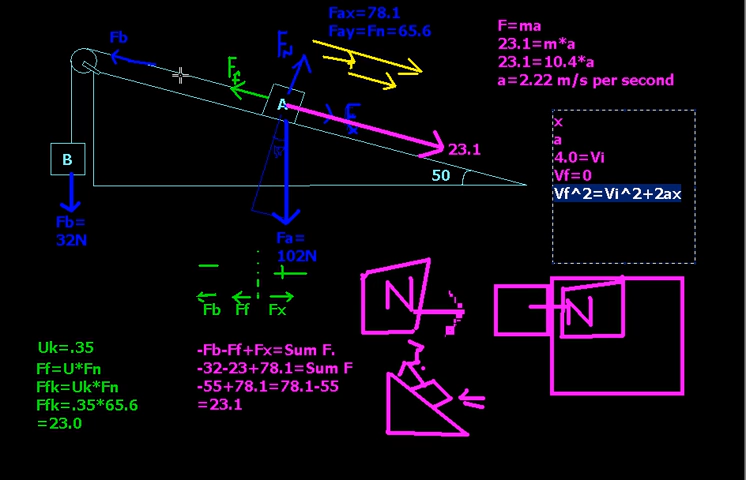 Fax=78.1
Fay=Fn=65.6
Fb
Ff
A
Fx
23.1
B
50
Fb=
32N
Fa=
102N
F=ma
23.1=m*a
23.1=10.4*a
a=2.22 m/s per second
x
a
4.0=Vi
Vf=0
Vf^2=Vi^2+2ax
Fb Ff Fx
N
N
Uk=.35
Ff=U*Fn
Ffk=Uk*Fn
Ffk=.35*65.6
=23.0
-Fb-Ff+Fx=Sum F.
-32-23+78.1=Sum F
-55+78.1=78.1-55
=23.1